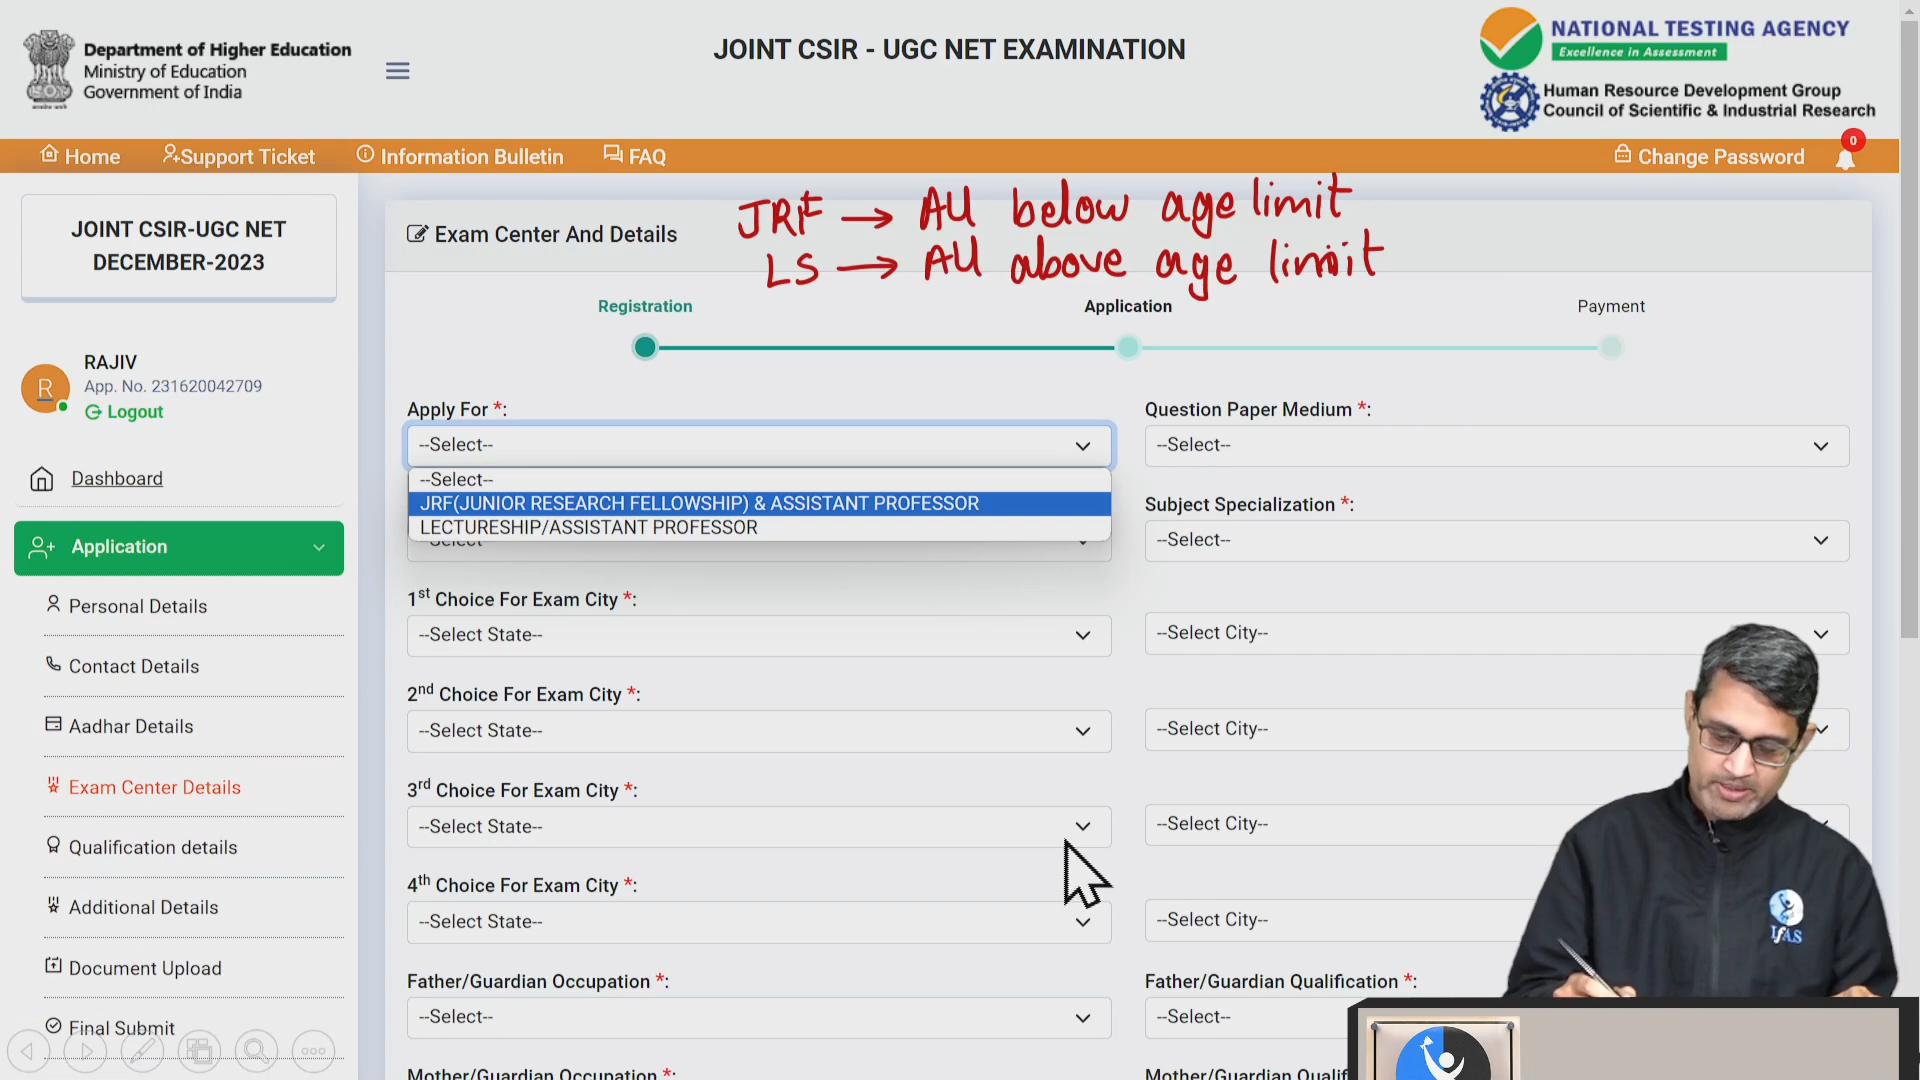 Department of Higher Education
Ministry of Education
Government of India
JOINT CSIR - UGC NET EXAMINATION
NATIONAL TESTING AGENCY
Excellence in Assessment
Human Resource Development Group
Council of Scientific & Industrial Research
Home
Support Ticket
Information Bulletin
FAQ
Change Password
0
JOINT CSIR-UGC NET
DECEMBER-2023
RAJIV
R
App. No. 231620042709
Logout
Dashboard
Application
Personal Details
Contact Details
Aadhar Details
Exam Center Details
Qualification details
Additional Details
Document Upload
Final Submit
JRF → All below age limit
LS → All above age limit
Exam Center And Details
Registration
Application
Payment
Apply For *:
Question Paper Medium *:
--Select--
--Select--
--Select--
JRF(JUNIOR RESEARCH FELLOWSHIP) & ASSISTANT PROFESSOR
LECTURESHIP/ASSISTANT PROFESSOR
Subject Specialization *:
--Select--
--Select--
1st Choice For Exam City *:
--Select State--
--Select City--
2nd Choice For Exam City *:
--Select State--
--Select City--
3rd Choice For Exam City *:
--Select State--
--Select City--
4th Choice For Exam City *:
--Select State--
--Select City--
Father/Guardian Occupation *:
Father/Guardian Qualification *:
--Select--
--Select--
Mother/Guardian Occupation *:
IFAS